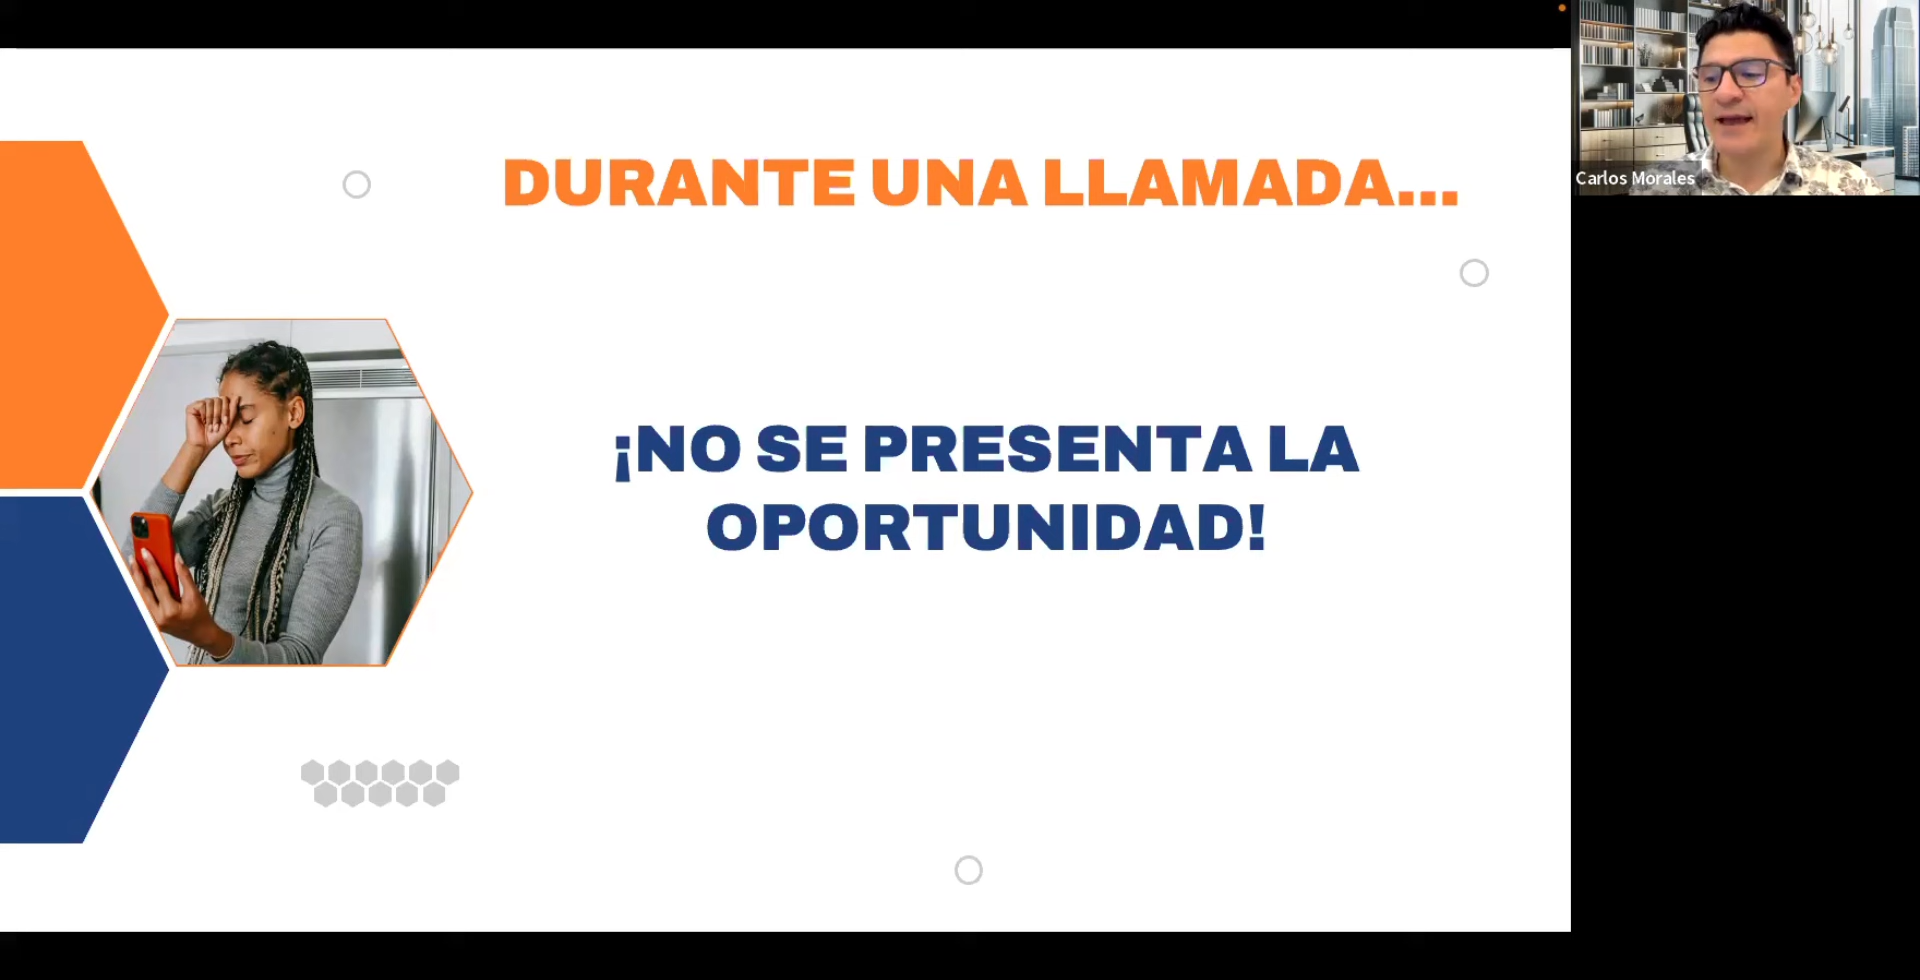 DURANTE UNA LLAMADA...
¡NO SE PRESENTA LA
OPORTUNIDAD!
Carlos Morales